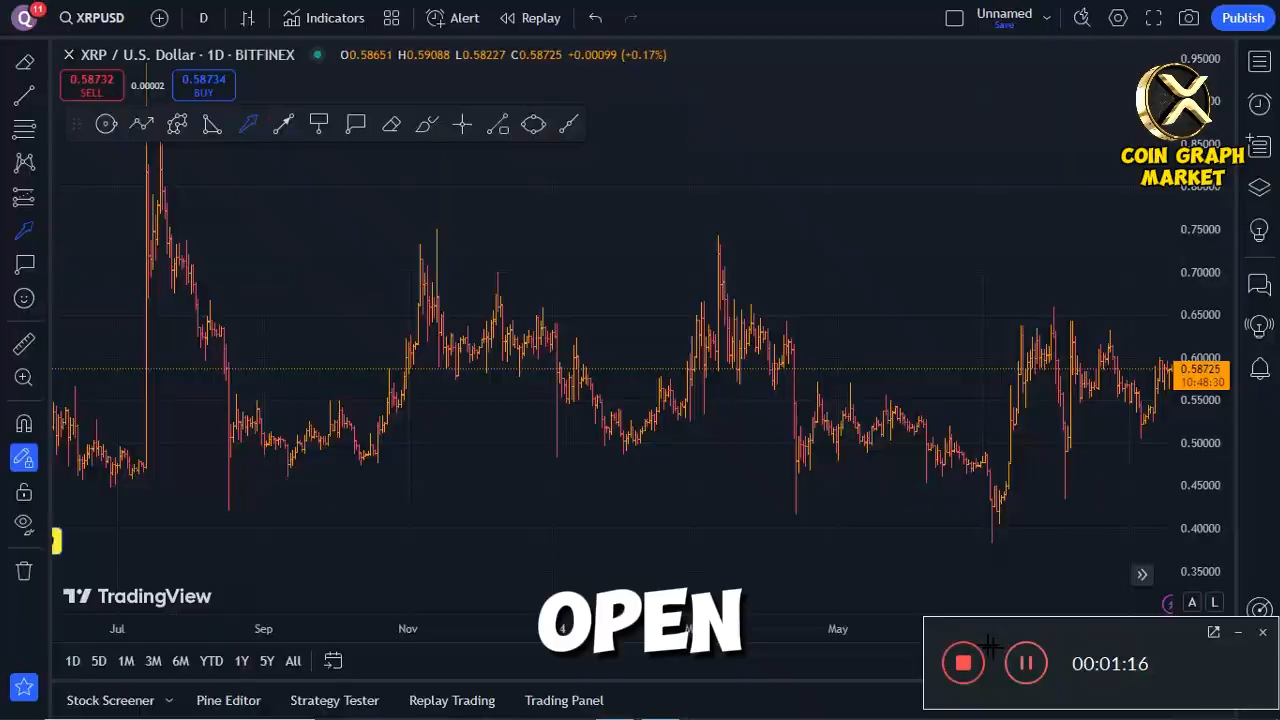 Q
11
XRPUSD
D
Indicators
Alert
Replay
Unnamed
Save
Publish
XRP / U.S. Dollar · 1D · BITFINEX
O0.58651 H0.59088 L0.58227 C0.58725 +0.00099 (+0.17%)
0.58732
SELL
0.00002
0.58734
BUY
COIN GRAPH
MARKET
0.95000
0.85000
0.80000
0.75000
0.70000
0.65000
0.60000
0.58725
10:48:30
0.55000
0.50000
0.45000
0.40000
0.35000
TradingView
OPEN
A
L
Jul
Sep
Nov
May
1D
5D
1M
3M
6M
YTD
1Y
5Y
All
00:01:16
Stock Screener
Pine Editor
Strategy Tester
Replay Trading
Trading Panel